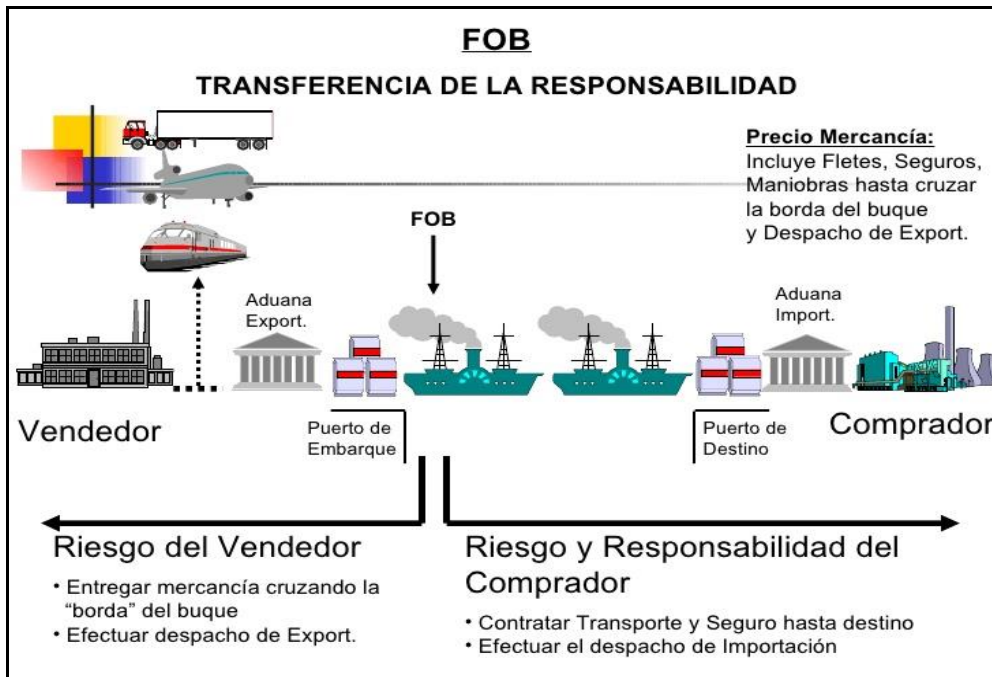 FOB
TRANSFERENCIA DE LA RESPONSABILIDAD
Precio Mercancía:
Incluye Fletes, Seguros,
Maniobras hasta cruzar
la borda del buque
y Despacho de Export.
FOB
Aduana
Export.
Aduana
Import.
Vendedor
Puerto de
Embarque
Puerto de
Destino
Comprador
Riesgo del Vendedor
• Entregar mercancía cruzando la
“borda” del buque
• Efectuar despacho de Export.
Riesgo y Responsabilidad del
Comprador
• Contratar Transporte y Seguro hasta destino
• Efectuar el despacho de Importación